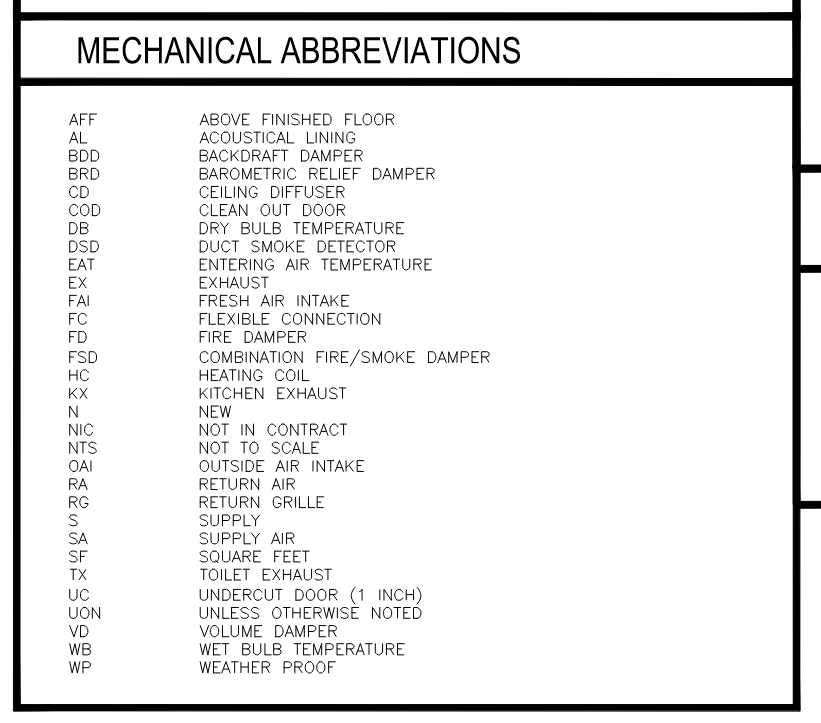 MECHANICAL ABBREVIATIONS
AFF ABOVE FINISHED FLOOR
AL ACOUSTICAL LINING
BDD BACKDRAFT DAMPER
BRD BAROMETRIC RELIEF DAMPER
CD CEILING DIFFUSER
COD CLEAN OUT DOOR
DB DRY BULB TEMPERATURE
DSD DUCT SMOKE DETECTOR
EAT ENTERING AIR TEMPERATURE
EX EXHAUST
FAI FRESH AIR INTAKE
FC FLEXIBLE CONNECTION
FD FIRE DAMPER
FSD COMBINATION FIRE/SMOKE DAMPER
HC HEATING COIL
KX KITCHEN EXHAUST
N NEW
NIC NOT IN CONTRACT
NTS NOT TO SCALE
OAI OUTSIDE AIR INTAKE
RA RETURN AIR
RG RETURN GRILLE
S SUPPLY
SA SUPPLY AIR
SF SQUARE FEET
TX TOILET EXHAUST
UC UNDERCUT DOOR (1 INCH)
UON UNLESS OTHERWISE NOTED
VD VOLUME DAMPER
WB WET BULB TEMPERATURE
WP WEATHER PROOF